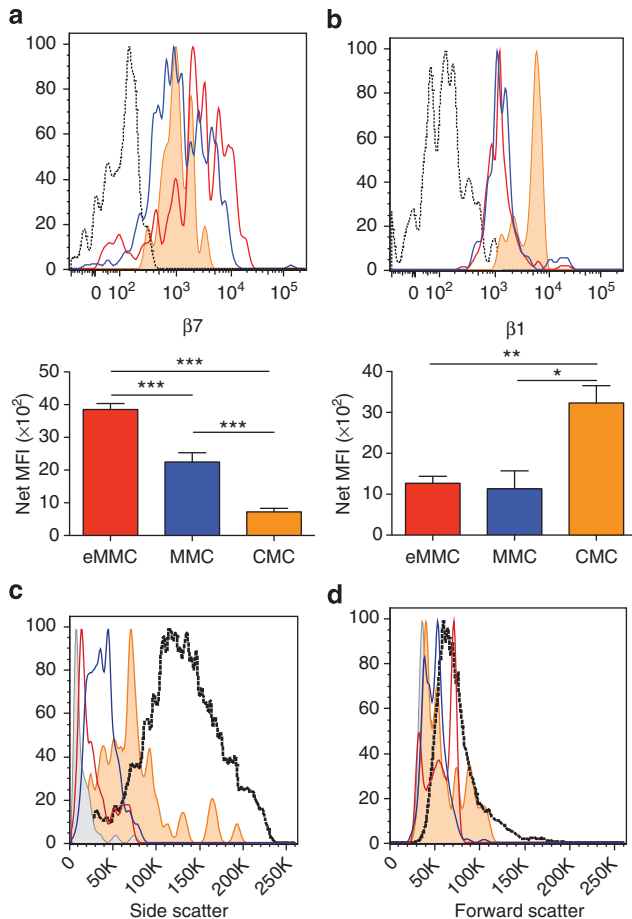 a
100
80
60
40
20
0
0 10² 10³ 10⁴ 10⁵
β7
b
100
80
60
40
20
0
0 10² 10³ 10⁴ 10⁵
β1
Net MFI (×10²)
50
40
30
20
10
0
***
***
***
eMMC MMC CMC
Net MFI (×10²)
40
30
20
10
0
**
*
eMMC MMC CMC
c
100
80
60
40
20
0
0 50K 100K 150K 200K 250K
Side scatter
d
100
80
60
40
20
0
0 50K 100K 150K 200K 250K
Forward scatter